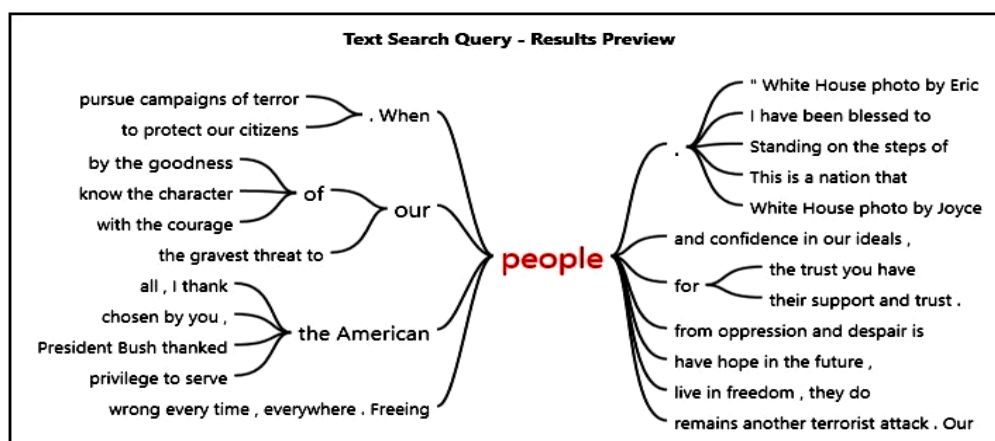 Text Search Query - Results Preview
pursue campaigns of terror
to protect our citizens
. When
by the goodness
know the character
with the courage
of
the gravest threat to
our
all , I thank
chosen by you ,
President Bush thanked
privilege to serve
the American
wrong every time , everywhere . Freeing
people
.
" White House photo by Eric
I have been blessed to
Standing on the steps of
This is a nation that
White House photo by Joyce
and confidence in our ideals ,
for
the trust you have
their support and trust .
from oppression and despair is
have hope in the future ,
live in freedom , they do
remains another terrorist attack . Our